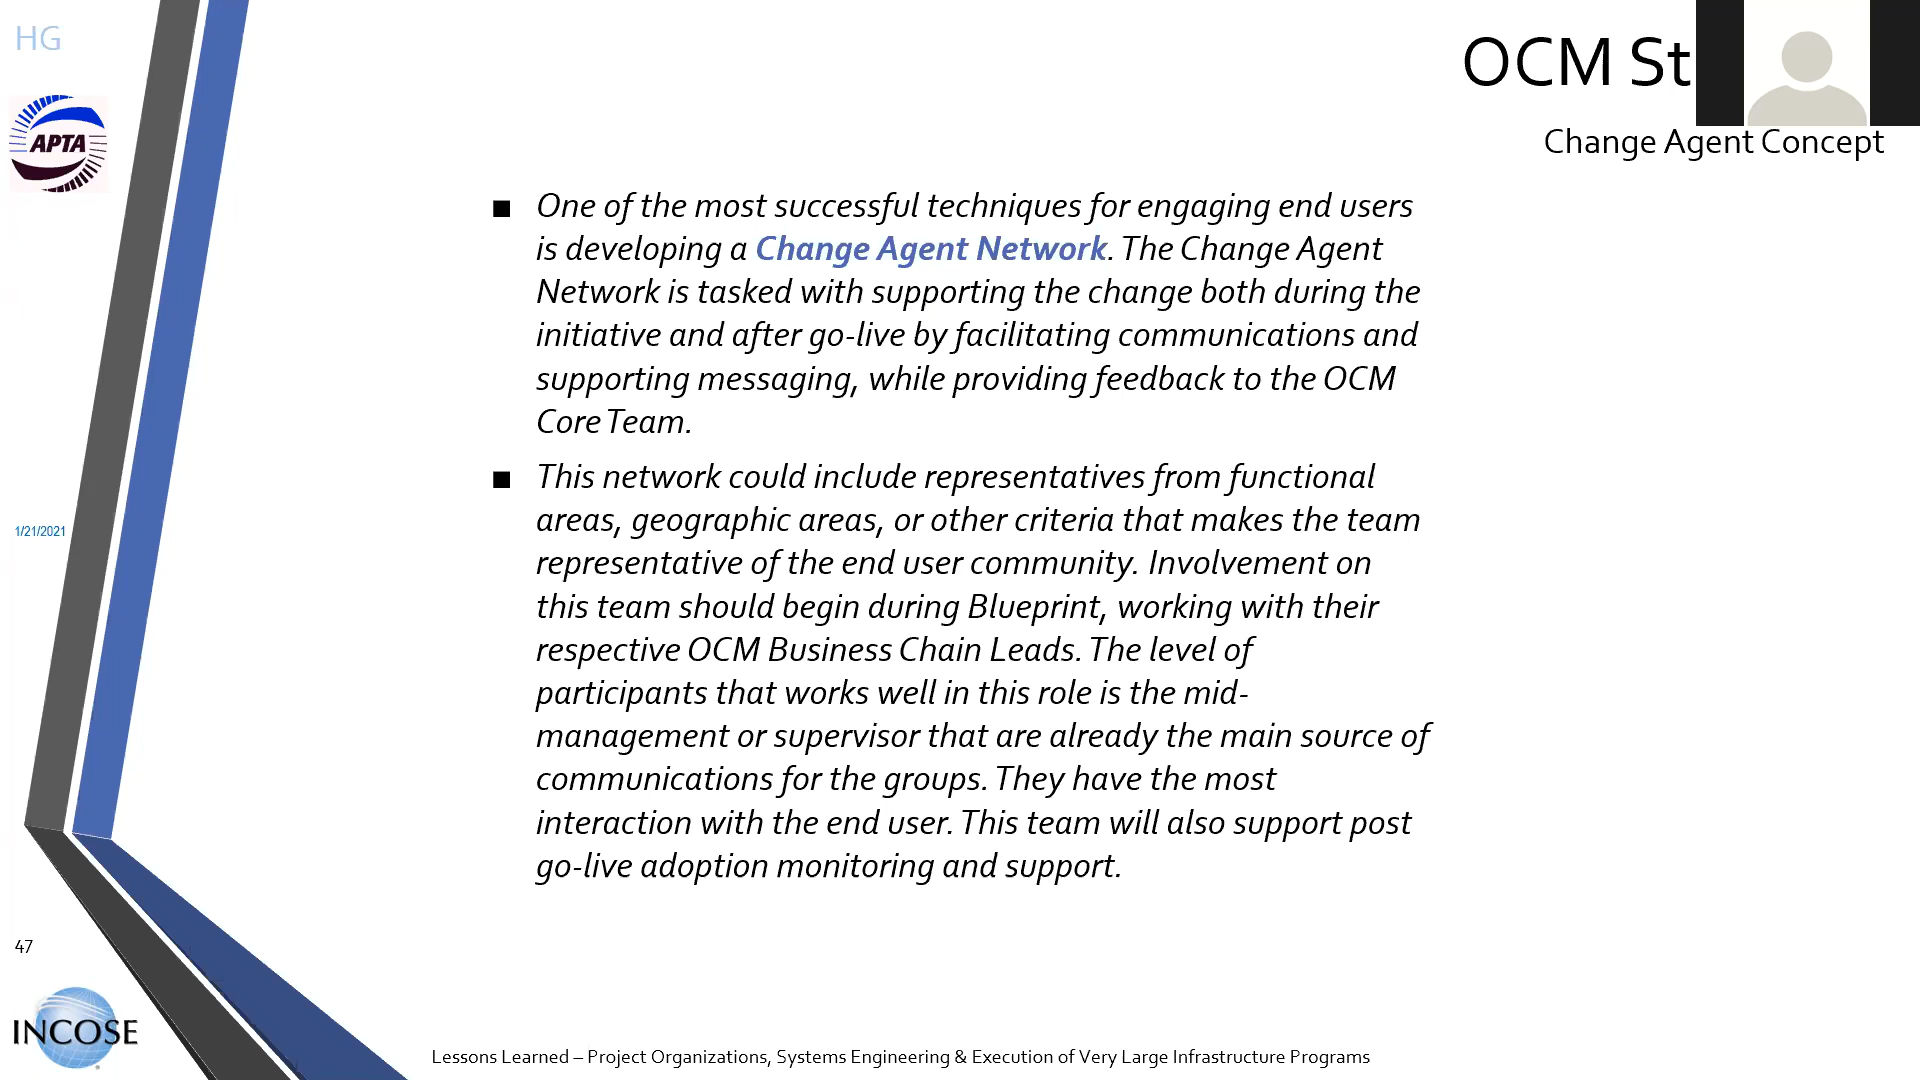 HG
OCM St
APTA
Change Agent Concept
■ One of the most successful techniques for engaging end users
is developing a Change Agent Network. The Change Agent
Network is tasked with supporting the change both during the
initiative and after go-live by facilitating communications and
supporting messaging, while providing feedback to the OCM
Core Team.
■ This network could include representatives from functional
areas, geographic areas, or other criteria that makes the team
representative of the end user community. Involvement on
this team should begin during Blueprint, working with their
respective OCM Business Chain Leads. The level of
participants that works well in this role is the mid-
management or supervisor that are already the main source of
communications for the groups. They have the most
interaction with the end user. This team will also support post
go-live adoption monitoring and support.
1/21/2021
47
INCOSE
Lessons Learned – Project Organizations, Systems Engineering & Execution of Very Large Infrastructure Programs